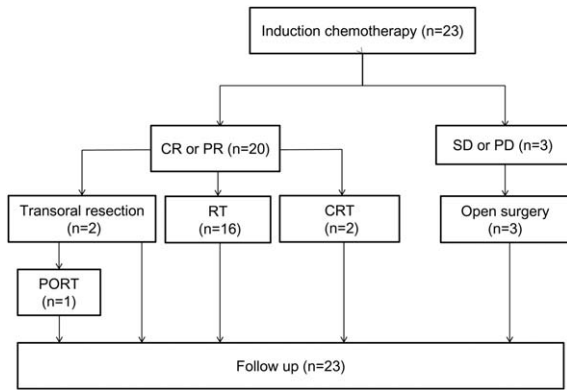 Induction chemotherapy (n=23)
CR or PR (n=20)
SD or PD (n=3)
Transoral resection
(n=2)
RT
(n=16)
CRT
(n=2)
Open surgery
(n=3)
PORT
(n=1)
Follow up (n=23)